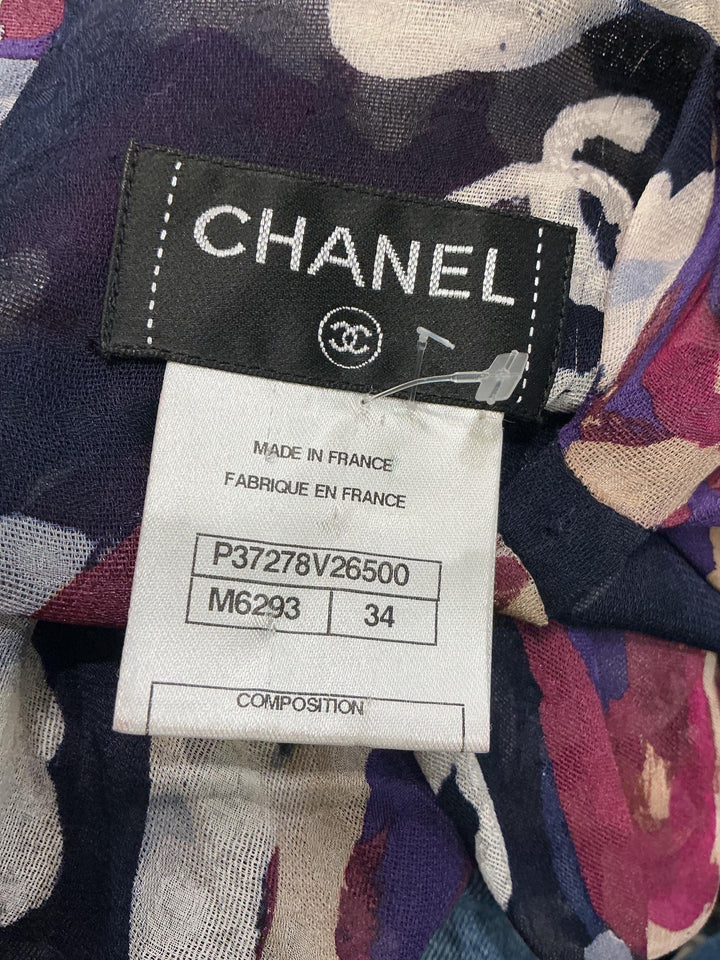 CHANEL
MADE IN FRANCE
FABRIQUE EN FRANCE
P37278V26500
M6293 34
COMPOSITION